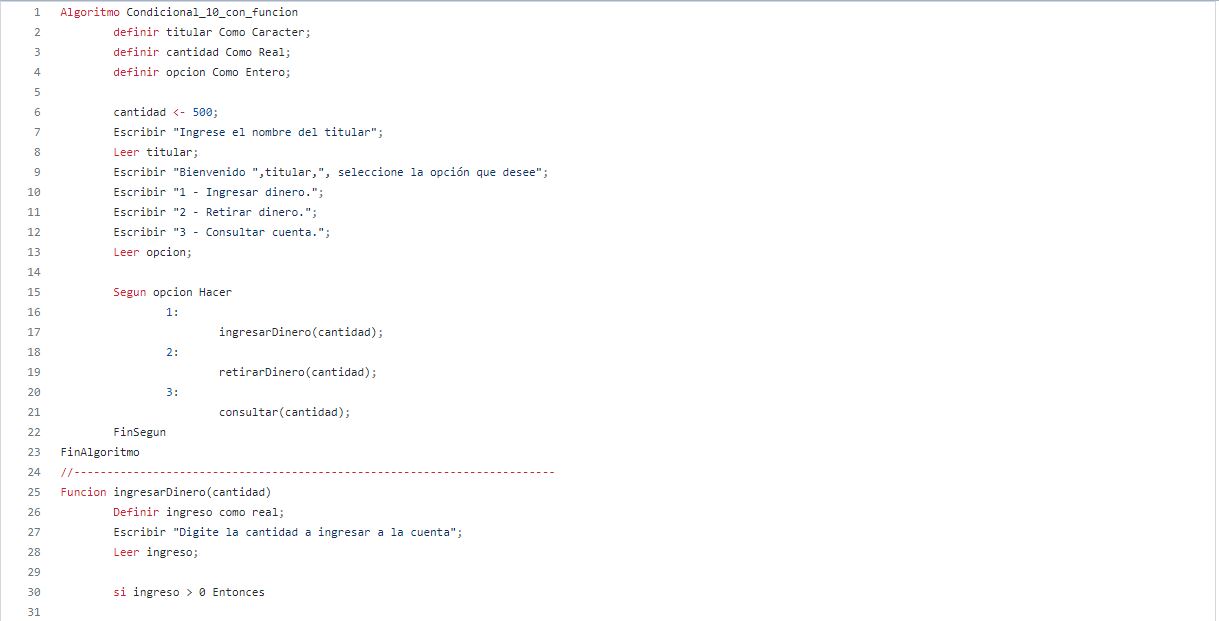 1 Algoritmo Condicional_10_con_funcion
2 definir titular Como Caracter;
3 definir cantidad Como Real;
4 definir opcion Como Entero;
5
6 cantidad <- 500;
7 Escribir "Ingrese el nombre del titular";
8 Leer titular;
9 Escribir "Bienvenido ",titular,", seleccione la opción que desee";
10 Escribir "1 - Ingresar dinero.";
11 Escribir "2 - Retirar dinero.";
12 Escribir "3 - Consultar cuenta.";
13 Leer opcion;
14
15 Segun opcion Hacer
16 1:
17 ingresarDinero(cantidad);
18 2:
19 retirarDinero(cantidad);
20 3:
21 consultar(cantidad);
22 FinSegun
23 FinAlgoritmo
24 //-------------------------------------------------------------------------
25 Funcion ingresarDinero(cantidad)
26 Definir ingreso como real;
27 Escribir "Digite la cantidad a ingresar a la cuenta";
28 Leer ingreso;
29
30 si ingreso > 0 Entonces
31